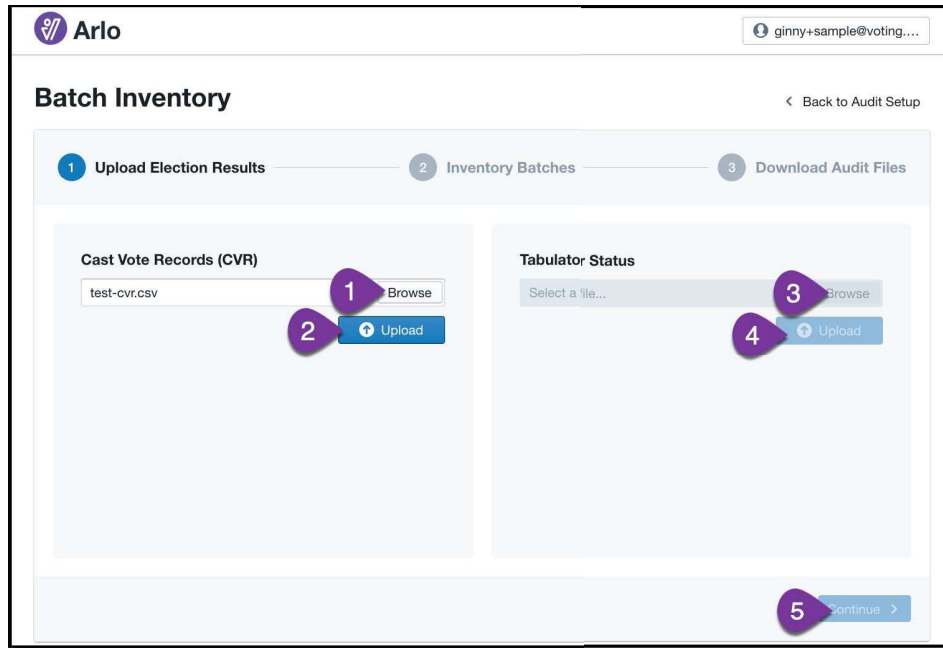 Arlo
ginny+sample@voting....
Batch Inventory
Back to Audit Setup
1 Upload Election Results 2 Inventory Batches 3 Download Audit Files
Cast Vote Records (CVR)
test-cvr.csv 1 Browse
2 Upload
Tabulator Status
Select a file... 3 Browse
4 Upload
5 Continue